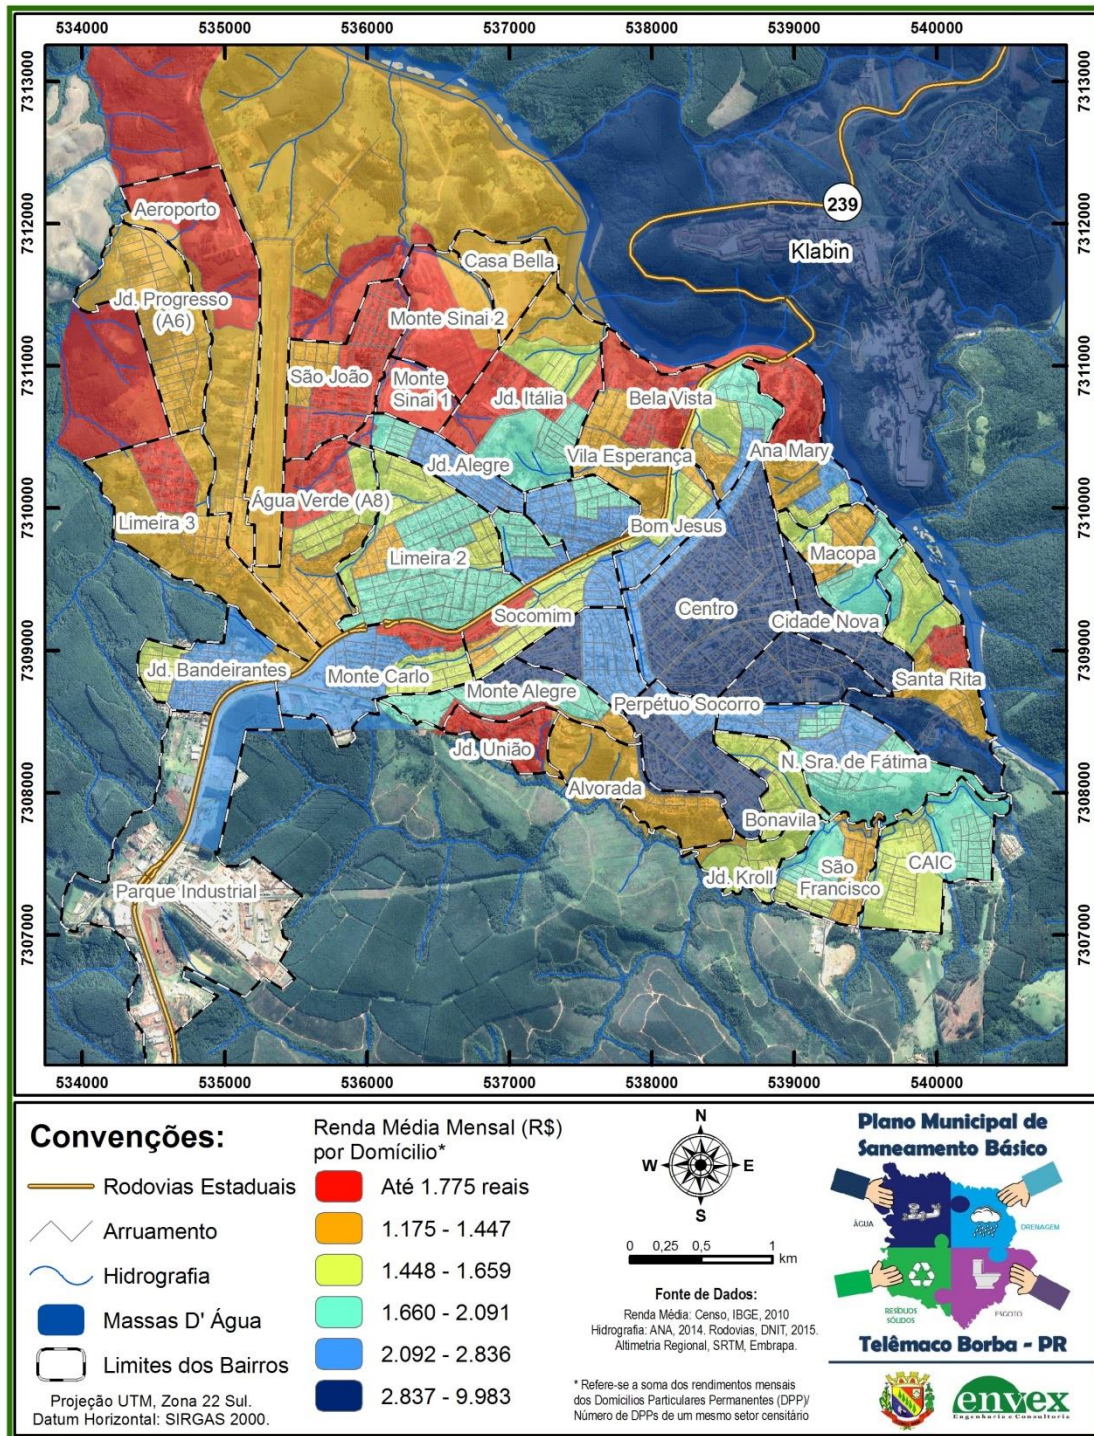 534000 535000 536000 537000 538000 539000 540000
7313000
7312000
7311000
7310000
7309000
7308000
7307000
7313000
7312000
7311000
7310000
7309000
7308000
7307000
239
Klabin
Aeroporto
Casa Bella
Jd. Progresso
(A6)
Monte Sinai 2
São João
Monte
Sinai 1
Jd. Itália
Bela Vista
Jd. Alegre
Vila Esperança
Ana Mary
Água Verde (A8)
Limeira 3
Bom Jesus
Limeira 2
Macopa
Socomim
Centro
Cidade Nova
Jd. Bandeirantes
Monte Carlo
Monte Alegre
Santa Rita
Perpétuo Socorro
Jd. União
N. Sra. de Fátima
Alvorada
Bonavila
Jd. Kroll
São
Francisco
CAIC
Parque Industrial
534000 535000 536000 537000 538000 539000 540000
Convenções:
Rodovias Estaduais
Arruamento
Hidrografia
Massas D' Água
Limites dos Bairros
Projeção UTM, Zona 22 Sul.
Datum Horizontal: SIRGAS 2000.
Renda Média Mensal (R$)
por Domícilio*
Até 1.775 reais
1.175 - 1.447
1.448 - 1.659
1.660 - 2.091
2.092 - 2.836
2.837 - 9.983
N
W E
S
0 0,25 0,5 1
km
Fonte de Dados:
Renda Média: Censo, IBGE, 2010
Hidrografia: ANA, 2014. Rodovias, DNIT, 2015.
Altimetria Regional, SRTM, Embrapa.
* Refere-se a soma dos rendimentos mensais
dos Domicílios Particulares Permanentes (DPP)/
Número de DPPs de um mesmo setor censitário
Plano Municipal de
Saneamento Básico
ÁGUA
DRENAGEM
RESÍDUOS
SÓLIDOS
ESGOTO
Telêmaco Borba - PR
envex
Engenharia e Consultoria